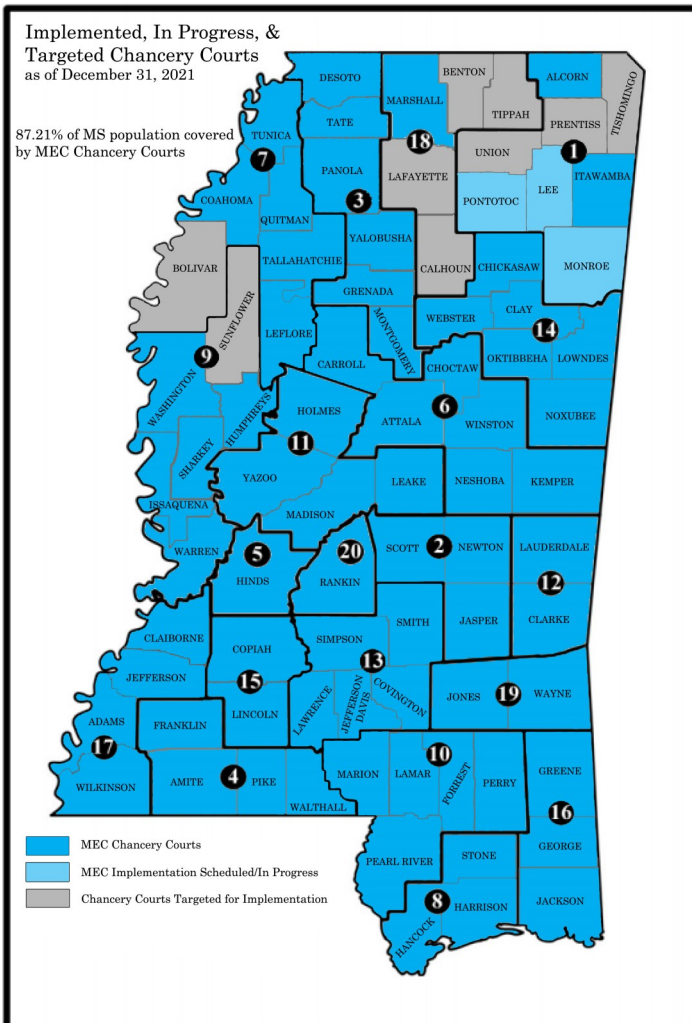 Implemented, In Progress, &
Targeted Chancery Courts
as of December 31, 2021
87.21% of MS population covered
by MEC Chancery Courts
DESOTO
MARSHALL
BENTON
TIPPAH
ALCORN
TISHOMINGO
TATE
PRENTISS
TUNICA
18
UNION
1
7
PANOLA
LAFAYETTE
LEE
ITAWAMBA
COAHOMA
3
PONTOTOC
QUITMAN
YALOBUSHA
BOLIVAR
TALLAHATCHIE
CALHOUN
CHICKASAW
MONROE
SUNFLOWER
GRENADA
LEFLORE
MONTGOMERY
WEBSTER
CLAY
14
9
CARROLL
CHOCTAW
OKTIBBEHA
LOWNDES
WASHINGTON
HUMPHREYS
HOLMES
6
ATTALA
WINSTON
NOXUBEE
11
SHARKEY
YAZOO
LEAKE
NESHOBA
KEMPER
ISSAQUENA
MADISON
WARREN
5
20
SCOTT
2
NEWTON
LAUDERDALE
HINDS
RANKIN
12
CLAIBORNE
COPIAH
SIMPSON
SMITH
JASPER
CLARKE
13
JEFFERSON
15
LAWRENCE
JEFFERSON
DAVIS
COVINGTON
JONES
19
WAYNE
ADAMS
FRANKLIN
LINCOLN
17
10
WILKINSON
AMITE
4
PIKE
WALTHALL
MARION
LAMAR
FORREST
PERRY
GREENE
16
MEC Chancery Courts
PEARL RIVER
STONE
GEORGE
MEC Implementation Scheduled/In Progress
Chancery Courts Targeted for Implementation
8
HANCOCK
HARRISON
JACKSON